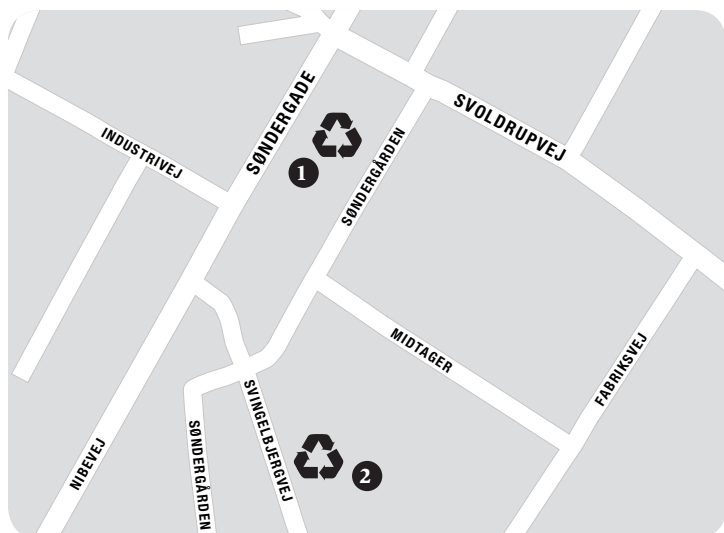 SØNDERGADE
SVOLDRUPVEJ
INDUSTRIVEJ
1
SØNDERGÅRDEN
MIDTAGER
FABRIKSVEJ
SVINGELBJERGVEJ
SØNDERGÅRDEN
NIBEVEJ
2